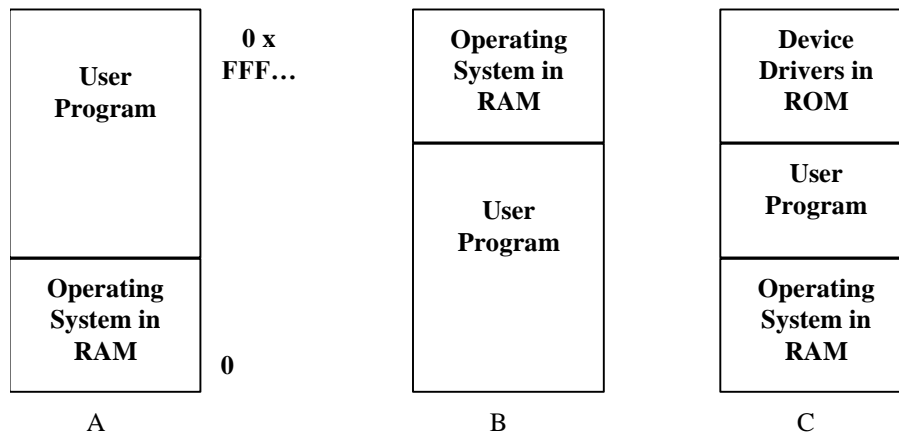 User
Program
Operating
System in
RAM
0 x
FFF…
0
A
Operating
System in
RAM
User
Program
B
Device
Drivers in
ROM
User
Program
Operating
System in
RAM
C